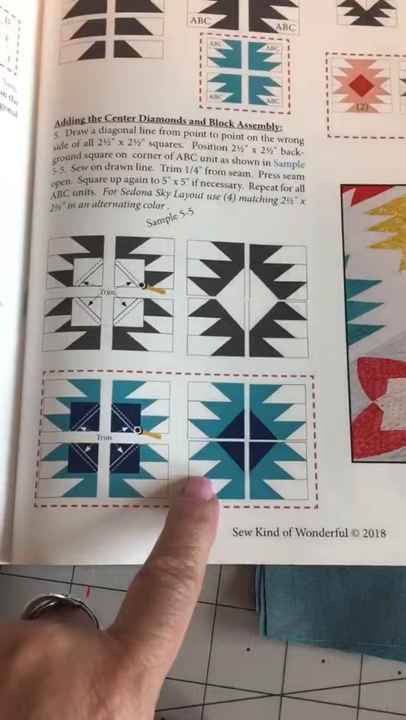 D
E
F
Sam
on the
gonal
ABC
ABC
ABC
ABC
ABC
ABC
(2)
Adding the Center Diamonds and Block Assembly:
5. Draw a diagonal line from point to point on the wrong
side of all 2½" x 2½" squares. Position 2½" x 2½" back-
ground square on corner of ABC unit as shown in Sample
5-5. Sew on drawn line. Trim 1/4" from seam. Press seam
open. Square up again to 5" x 5" if necessary. Repeat for all
ABC units. For Sedona Sky Layout use (4) matching 2½" x
2½" in an alternating color.
Sample 5-5
Trim
Trim
Sew Kind of Wonderful © 2018